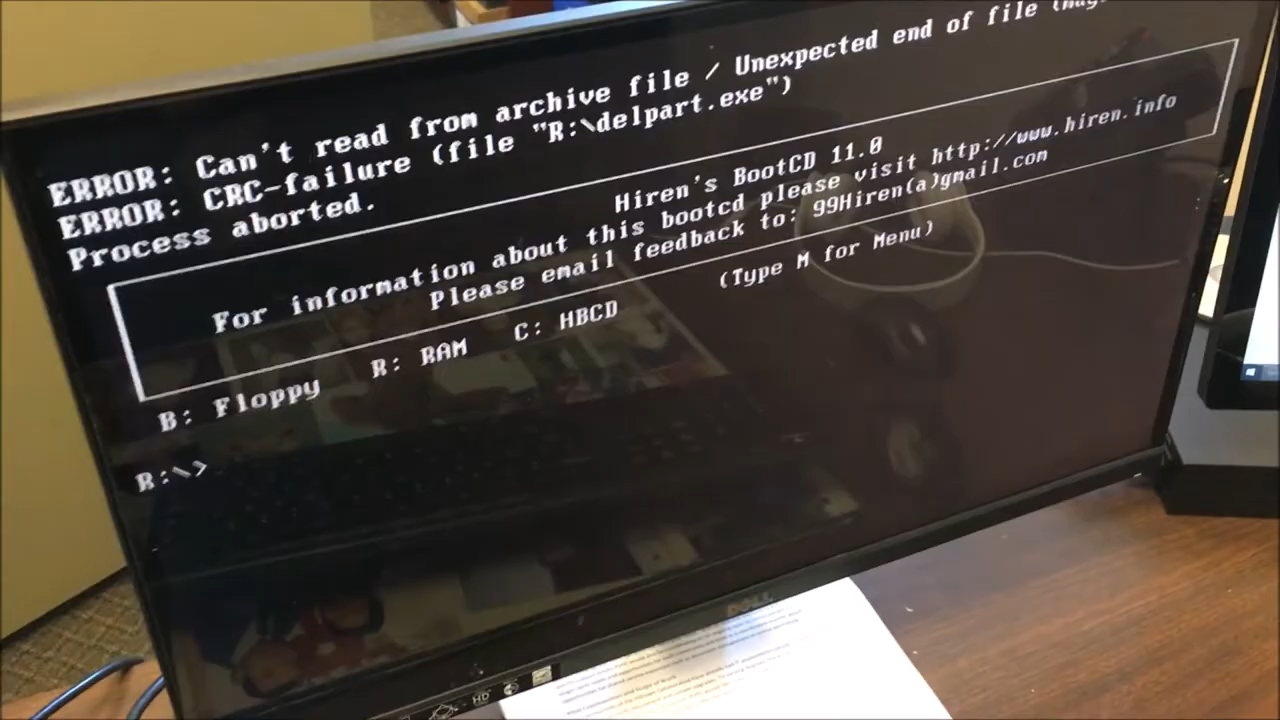 ERROR: Can't read from archive file / Unexpected end of file
ERROR: CRC-failure (file "R:\delpart.exe")
Process aborted.
Hiren's BootCD 11.0
For information about this bootcd please visit http://www.hiren.info
Please email feedback to: 99Hiren(a)gmail.com
(Type M for Menu)
B: Floppy R: RAM C: HBCD
R:\>
DELL
HD